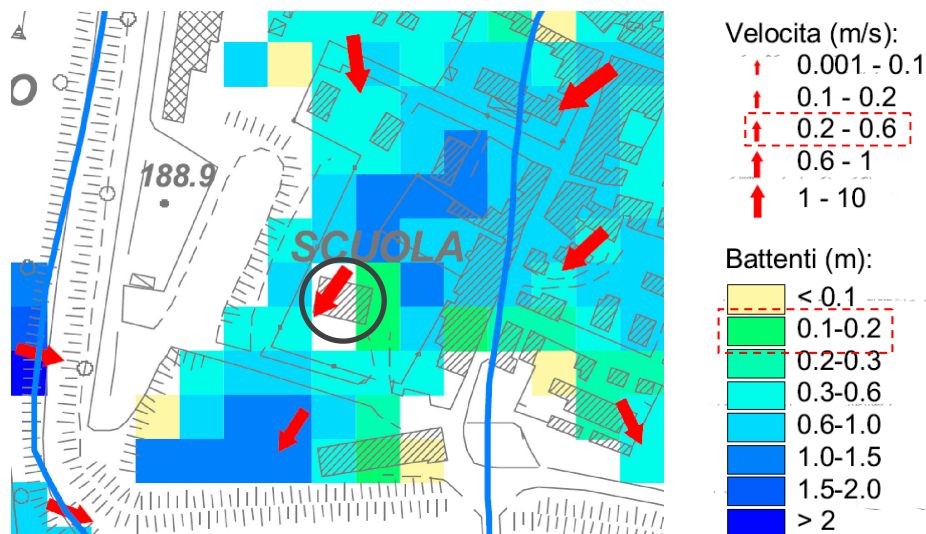 O
188.9
SCUOLA
Velocita (m/s):
0.001 - 0.1
0.1 - 0.2
0.2 - 0.6
0.6 - 1
1 - 10
Battenti (m):
< 0.1
0.1-0.2
0.2-0.3
0.3-0.6
0.6-1.0
1.0-1.5
1.5-2.0
> 2